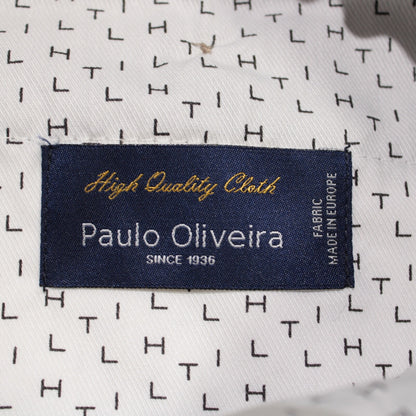 High Quality Cloth
Paulo Oliveira
SINCE 1936
FABRIC
MADE IN EUROPE